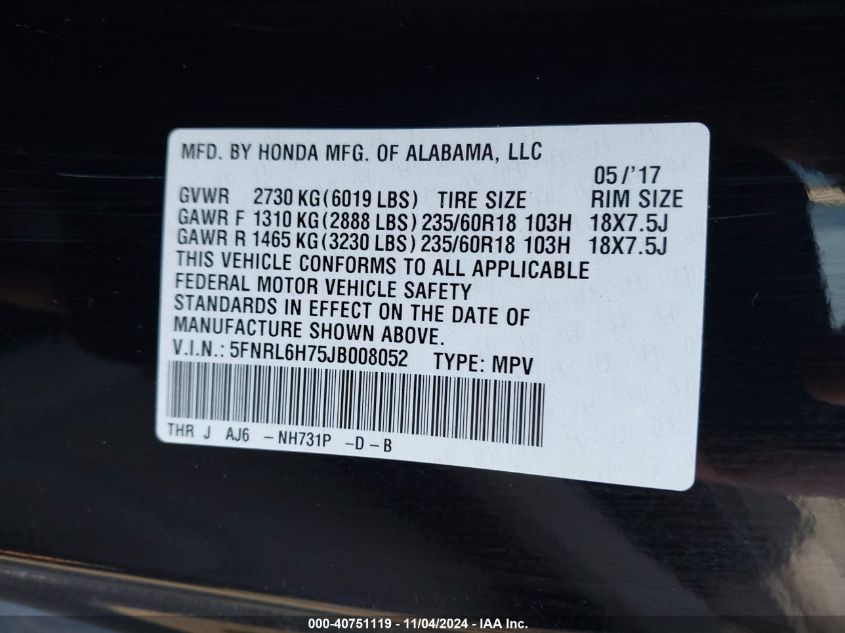 MFD. BY HONDA MFG. OF ALABAMA, LLC
05/'17
GVWR 2730 KG(6019 LBS) TIRE SIZE RIM SIZE
GAWR F 1310 KG(2888 LBS) 235/60R18 103H 18X7.5J
GAWR R 1465 KG(3230 LBS) 235/60R18 103H 18X7.5J
THIS VEHICLE CONFORMS TO ALL APPLICABLE
FEDERAL MOTOR VEHICLE SAFETY
STANDARDS IN EFFECT ON THE DATE OF
MANUFACTURE SHOWN ABOVE.
V.I.N.: 5FNRL6H75JB008052 TYPE: MPV
THR J AJ6 -NH731P -D-B
000-40751119 - 11/04/2024 - IAA Inc.